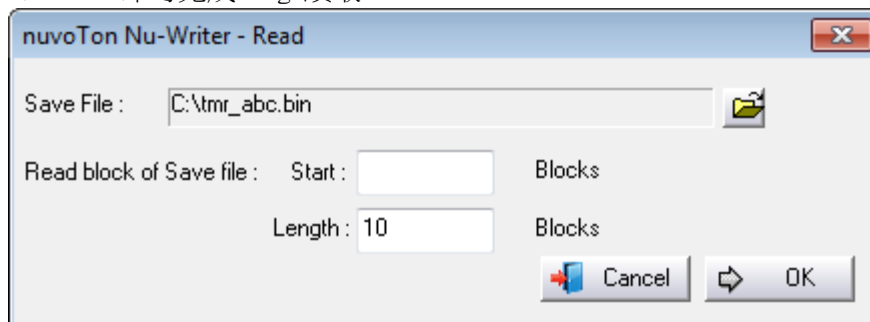 nuvoTon Nu-Writer - Read
Save File :
C:\tmr_abc.bin
Read block of Save file : Start : Blocks
Length : 10 Blocks
Cancel OK